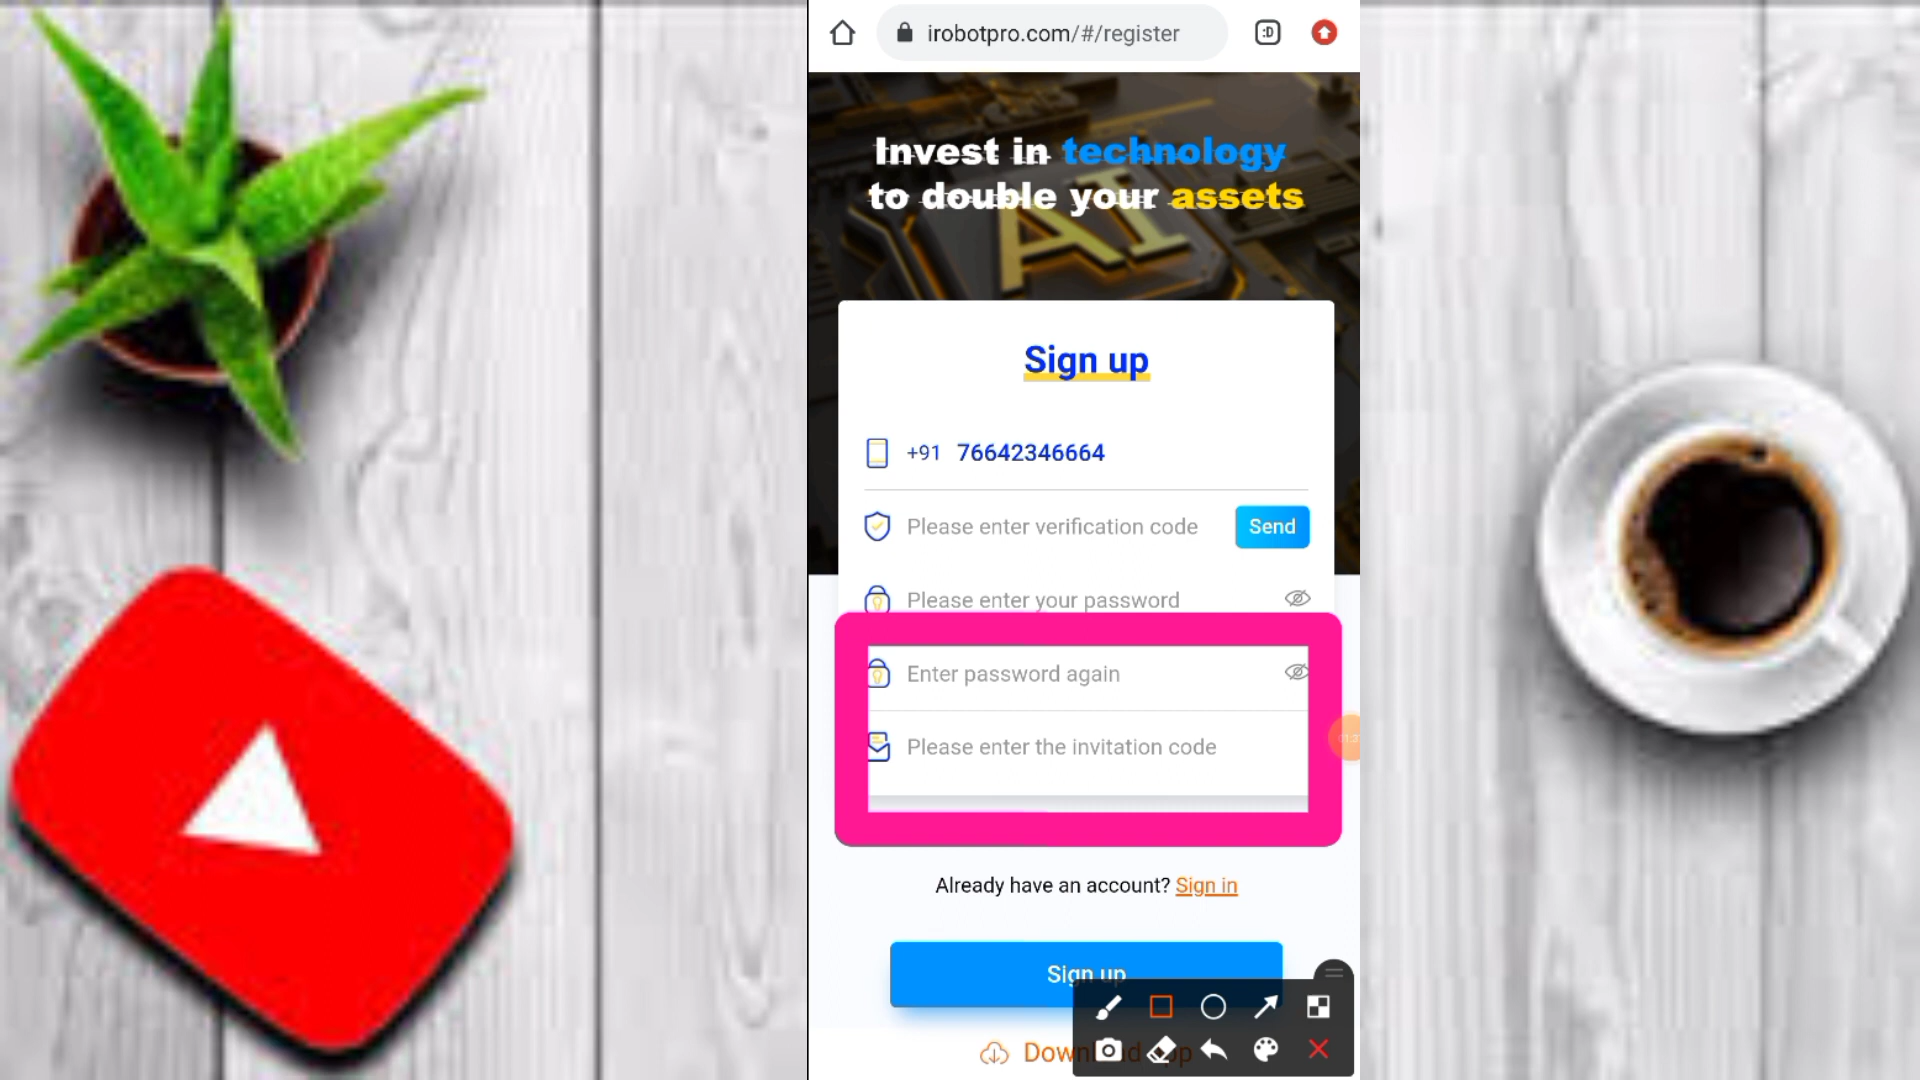 irobotpro.com/#/register
:D
Invest in technology
to double your assets
AI
Sign up
+91 76642346664
Please enter verification code Send
Please enter your password
Enter password again
Please enter the invitation code
Already have an account? Sign in
Sign up